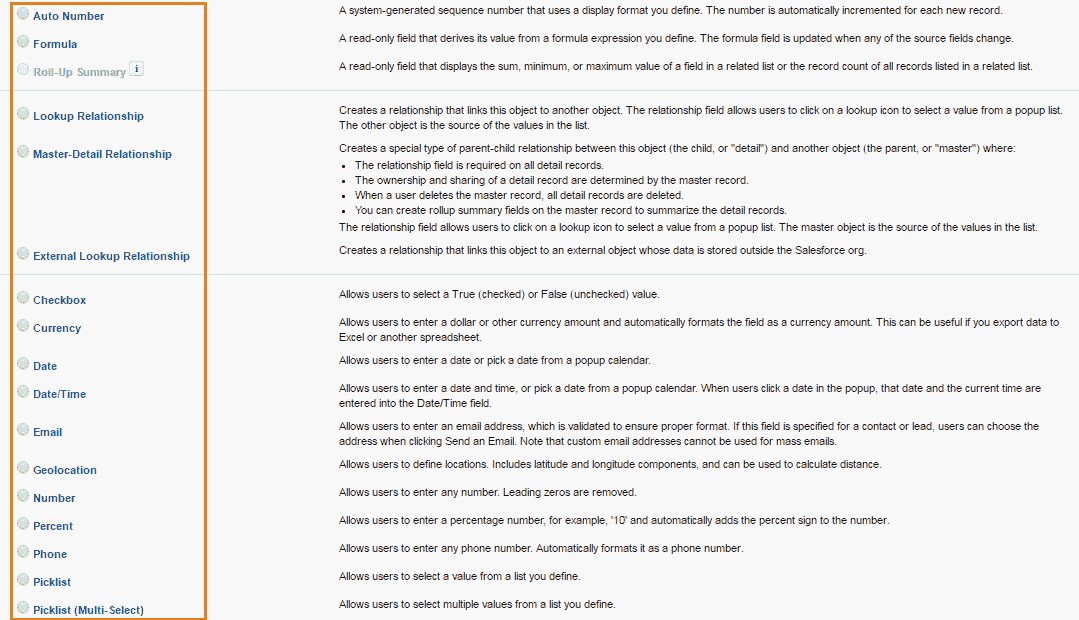 Auto Number
A system-generated sequence number that uses a display format you define. The number is automatically incremented for each new record.
Formula
A read-only field that derives its value from a formula expression you define. The formula field is updated when any of the source fields change.
Roll-Up Summary i
A read-only field that displays the sum, minimum, or maximum value of a field in a related list or the record count of all records listed in a related list.
Lookup Relationship
Creates a relationship that links this object to another object. The relationship field allows users to click on a lookup icon to select a value from a popup list.
The other object is the source of the values in the list.
Master-Detail Relationship
Creates a special type of parent-child relationship between this object (the child, or "detail") and another object (the parent, or "master") where:
• The relationship field is required on all detail records.
• The ownership and sharing of a detail record are determined by the master record.
• When a user deletes the master record, all detail records are deleted.
• You can create rollup summary fields on the master record to summarize the detail records.
The relationship field allows users to click on a lookup icon to select a value from a popup list. The master object is the source of the values in the list.
External Lookup Relationship
Creates a relationship that links this object to an external object whose data is stored outside the Salesforce org.
Checkbox
Allows users to select a True (checked) or False (unchecked) value.
Currency
Allows users to enter a dollar or other currency amount and automatically formats the field as a currency amount. This can be useful if you export data to
Excel or another spreadsheet.
Date
Allows users to enter a date or pick a date from a popup calendar.
Date/Time
Allows users to enter a date and time, or pick a date from a popup calendar. When users click a date in the popup, that date and the current time are
entered into the Date/Time field.
Email
Allows users to enter an email address, which is validated to ensure proper format. If this field is specified for a contact or lead, users can choose the
address when clicking Send an Email. Note that custom email addresses cannot be used for mass emails.
Geolocation
Allows users to define locations. Includes latitude and longitude components, and can be used to calculate distance.
Number
Allows users to enter any number. Leading zeros are removed.
Percent
Allows users to enter a percentage number, for example, '10' and automatically adds the percent sign to the number.
Phone
Allows users to enter any phone number. Automatically formats it as a phone number.
Picklist
Allows users to select a value from a list you define.
Picklist (Multi-Select)
Allows users to select multiple values from a list you define.